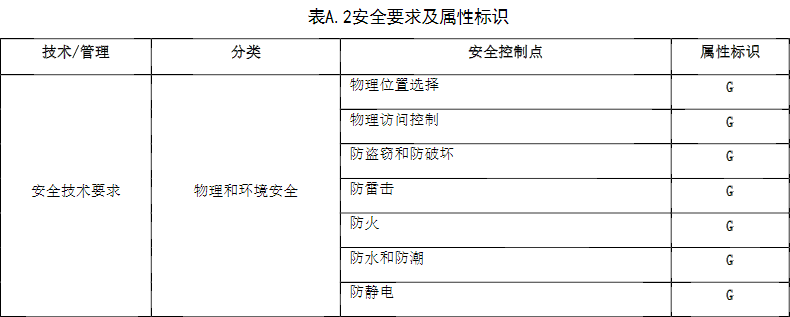 表A.2安全要求及属性标识
技术/管理 分类 安全控制点 属性标识
物理位置选择 G
物理访问控制 G
防盗窃和防破坏 G
安全技术要求 物理和环境安全 防雷击 G
防火 G
防水和防潮 G
防静电 G